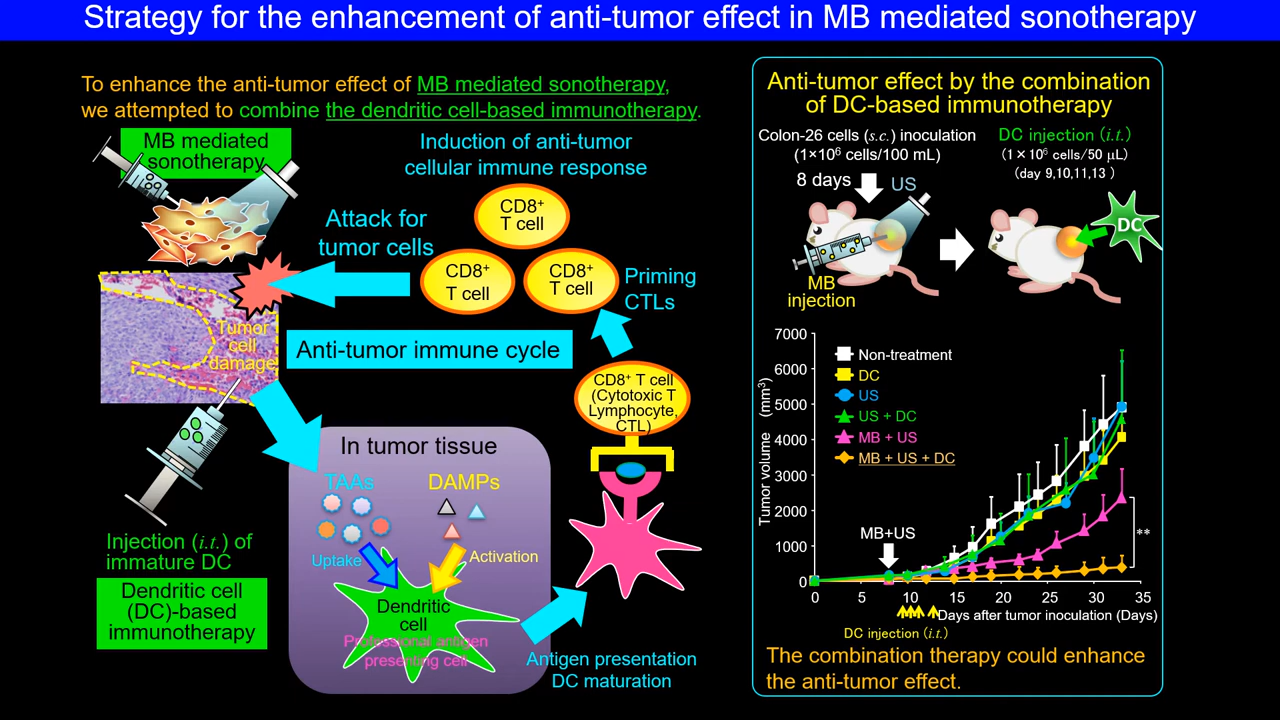 Strategy for the enhancement of anti-tumor effect in MB mediated sonotherapy
To enhance the anti-tumor effect of MB mediated sonotherapy,
we attempted to combine the dendritic cell-based immunotherapy.
MB mediated
sonotherapy
Induction of anti-tumor
cellular immune response
CD8⁺
T cell
Attack for
tumor cells
CD8⁺
T cell
CD8⁺
T cell
Priming
CTLs
Tumor
cell
damage
Anti-tumor immune cycle
CD8⁺ T cell
(Cytotoxic T
Lymphocyte,
CTL)
In tumor tissue
TAAs
DAMPs
Uptake
Activation
Injection (i.t.) of
immature DC
Dendritic cell
(DC)-based
immunotherapy
Dendritic
cell
Professional antigen
presenting cell
Antigen presentation
DC maturation
Anti-tumor effect by the combination
of DC-based immunotherapy
Colon-26 cells (s.c.) inoculation
(1×10⁶ cells/100 mL)
DC injection (i.t.)
(1×10⁶ cells/50 μL)
(day 9,10,11,13 )
8 days
US
DC
MB
injection
7000
6000
5000
4000
3000
2000
1000
0
Tumor volume (mm³)
Non-treatment
DC
US
US + DC
MB + US
MB + US + DC
MB+US
**
0 5 10 15 20 25 30 35
Days after tumor inoculation (Days)
DC injection (i.t.)
The combination therapy could enhance
the anti-tumor effect.